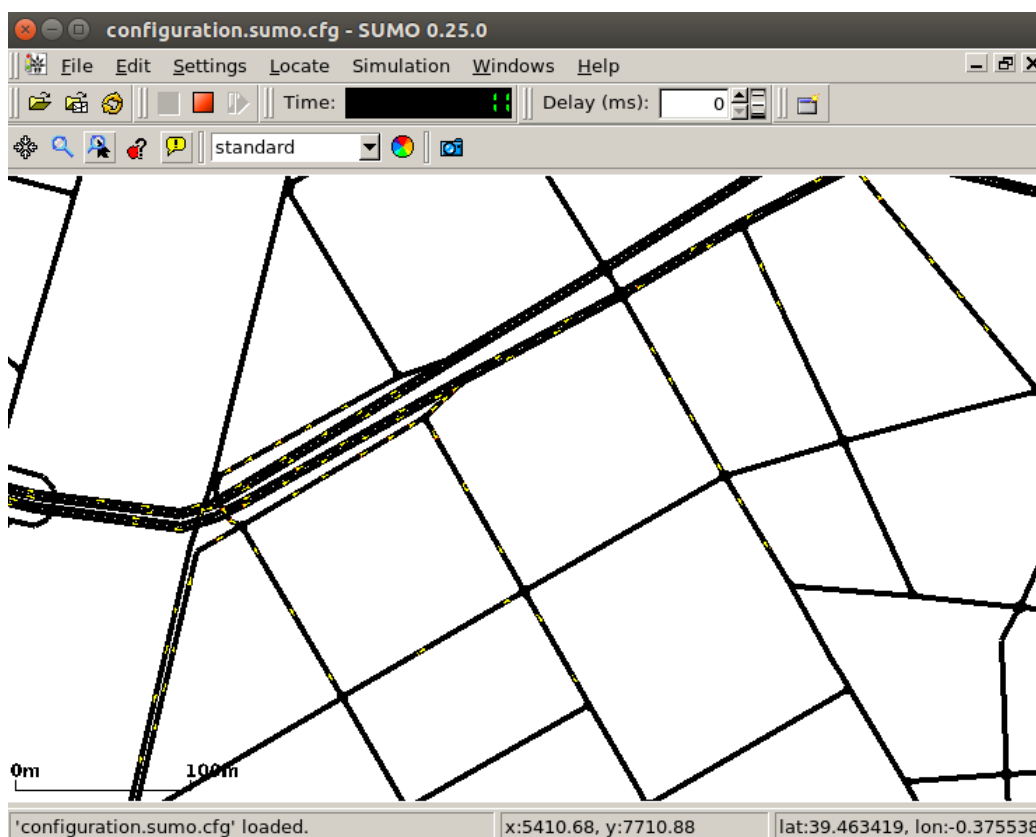 configuration.sumo.cfg - SUMO 0.25.0
File Edit Settings Locate Simulation Windows Help
Time: 11 Delay (ms): 0
standard
0m 100m
'configuration.sumo.cfg' loaded. x:5410.68, y:7710.88 lat:39.463419, lon:-0.375538